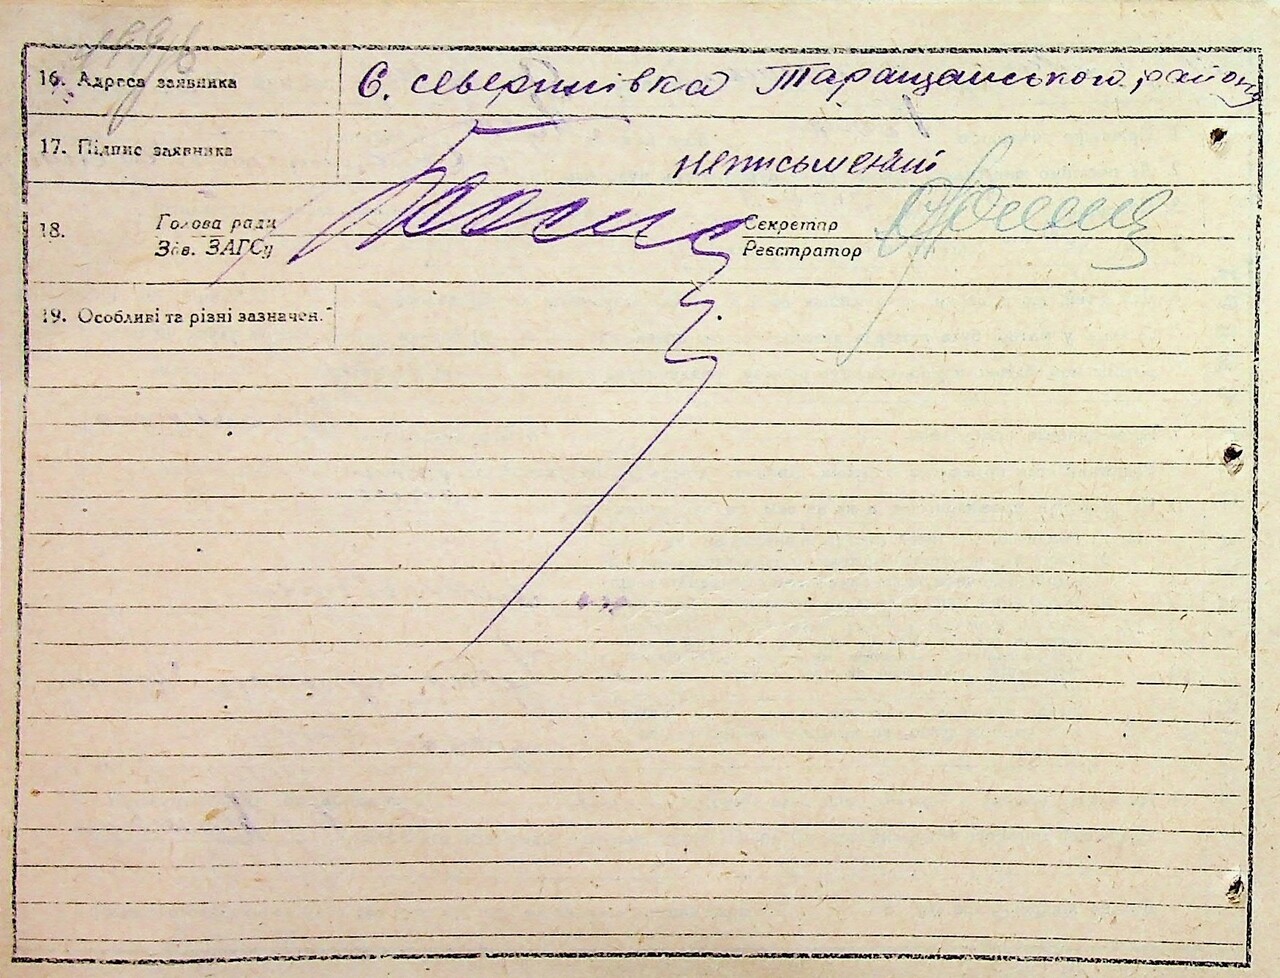 16. Адреса заявника С. северинівка Таращанського району
17. Підпис заявника неписьмений
18. Голова ради Секретар
Зав. ЗАГСу Реєстратор
19. Особливі та різні зазначен.